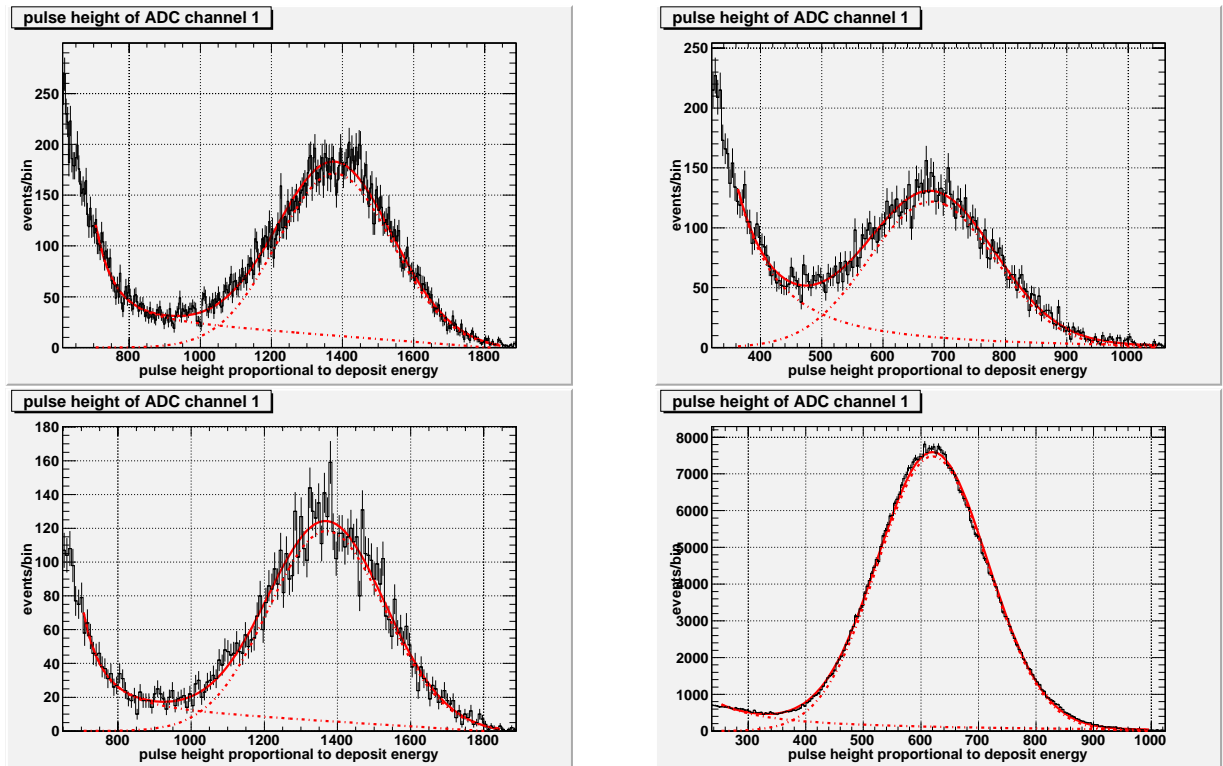 pulse height of ADC channel 1
events/bin
250
200
150
100
50
0
800 1000 1200 1400 1600 1800
pulse height proportional to deposit energy
pulse height of ADC channel 1
events/bin
250
200
150
100
50
0
400 500 600 700 800 900 1000
pulse height proportional to deposit energy
pulse height of ADC channel 1
events/bin
180
160
140
120
100
80
60
40
20
0
800 1000 1200 1400 1600 1800
pulse height proportional to deposit energy
pulse height of ADC channel 1
events/bin
8000
7000
6000
5000
4000
3000
2000
1000
0
300 400 500 600 700 800 900 1000
pulse height proportional to deposit energy